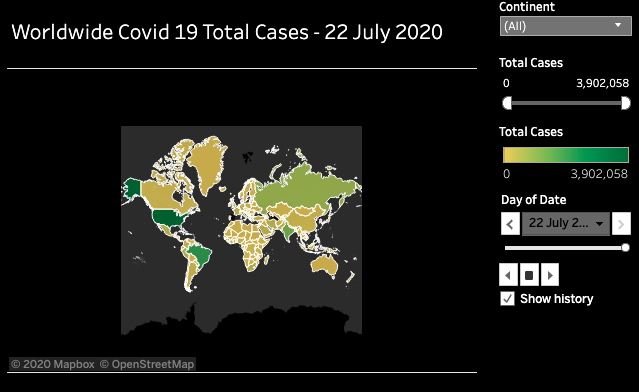 Worldwide Covid 19 Total Cases - 22 July 2020
© 2020 Mapbox © OpenStreetMap
Continent
(All)
Total Cases
0 3,902,058
Total Cases
0 3,902,058
Day of Date
22 July 2...
Show history